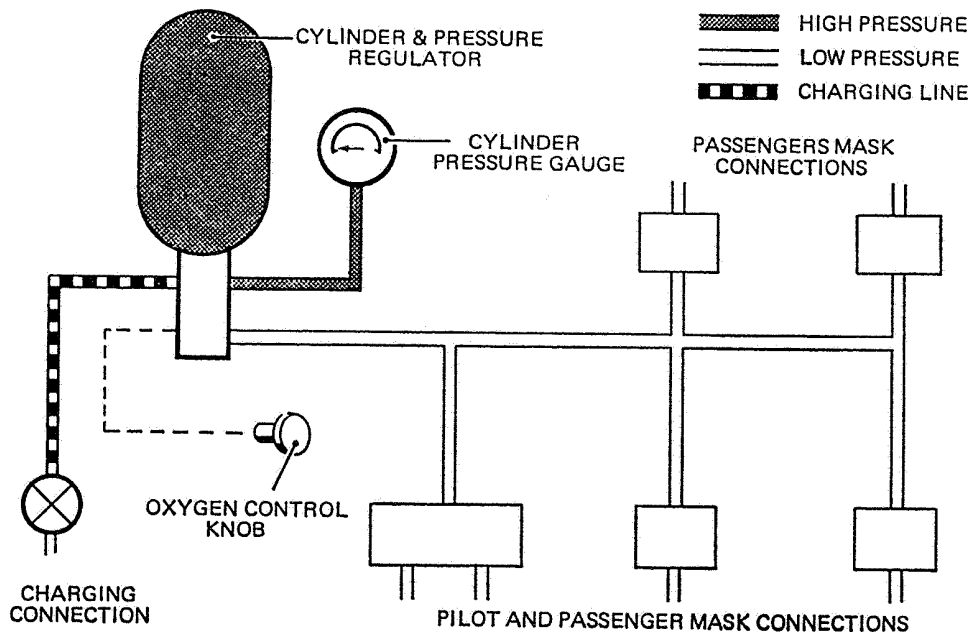 CYLINDER & PRESSURE
REGULATOR
HIGH PRESSURE
LOW PRESSURE
CHARGING LINE
CYLINDER
PRESSURE GAUGE
PASSENGERS MASK
CONNECTIONS
OXYGEN CONTROL
KNOB
CHARGING
CONNECTION
PILOT AND PASSENGER MASK CONNECTIONS